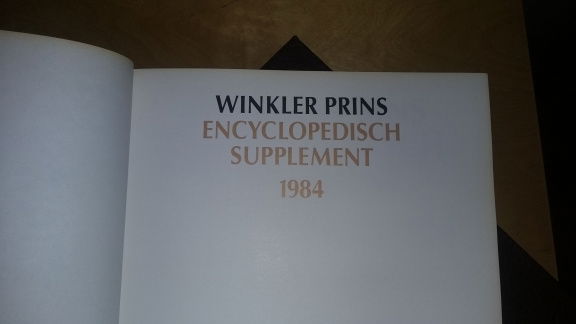 WINKLER PRINS
ENCYCLOPEDISCH
SUPPLEMENT
1984